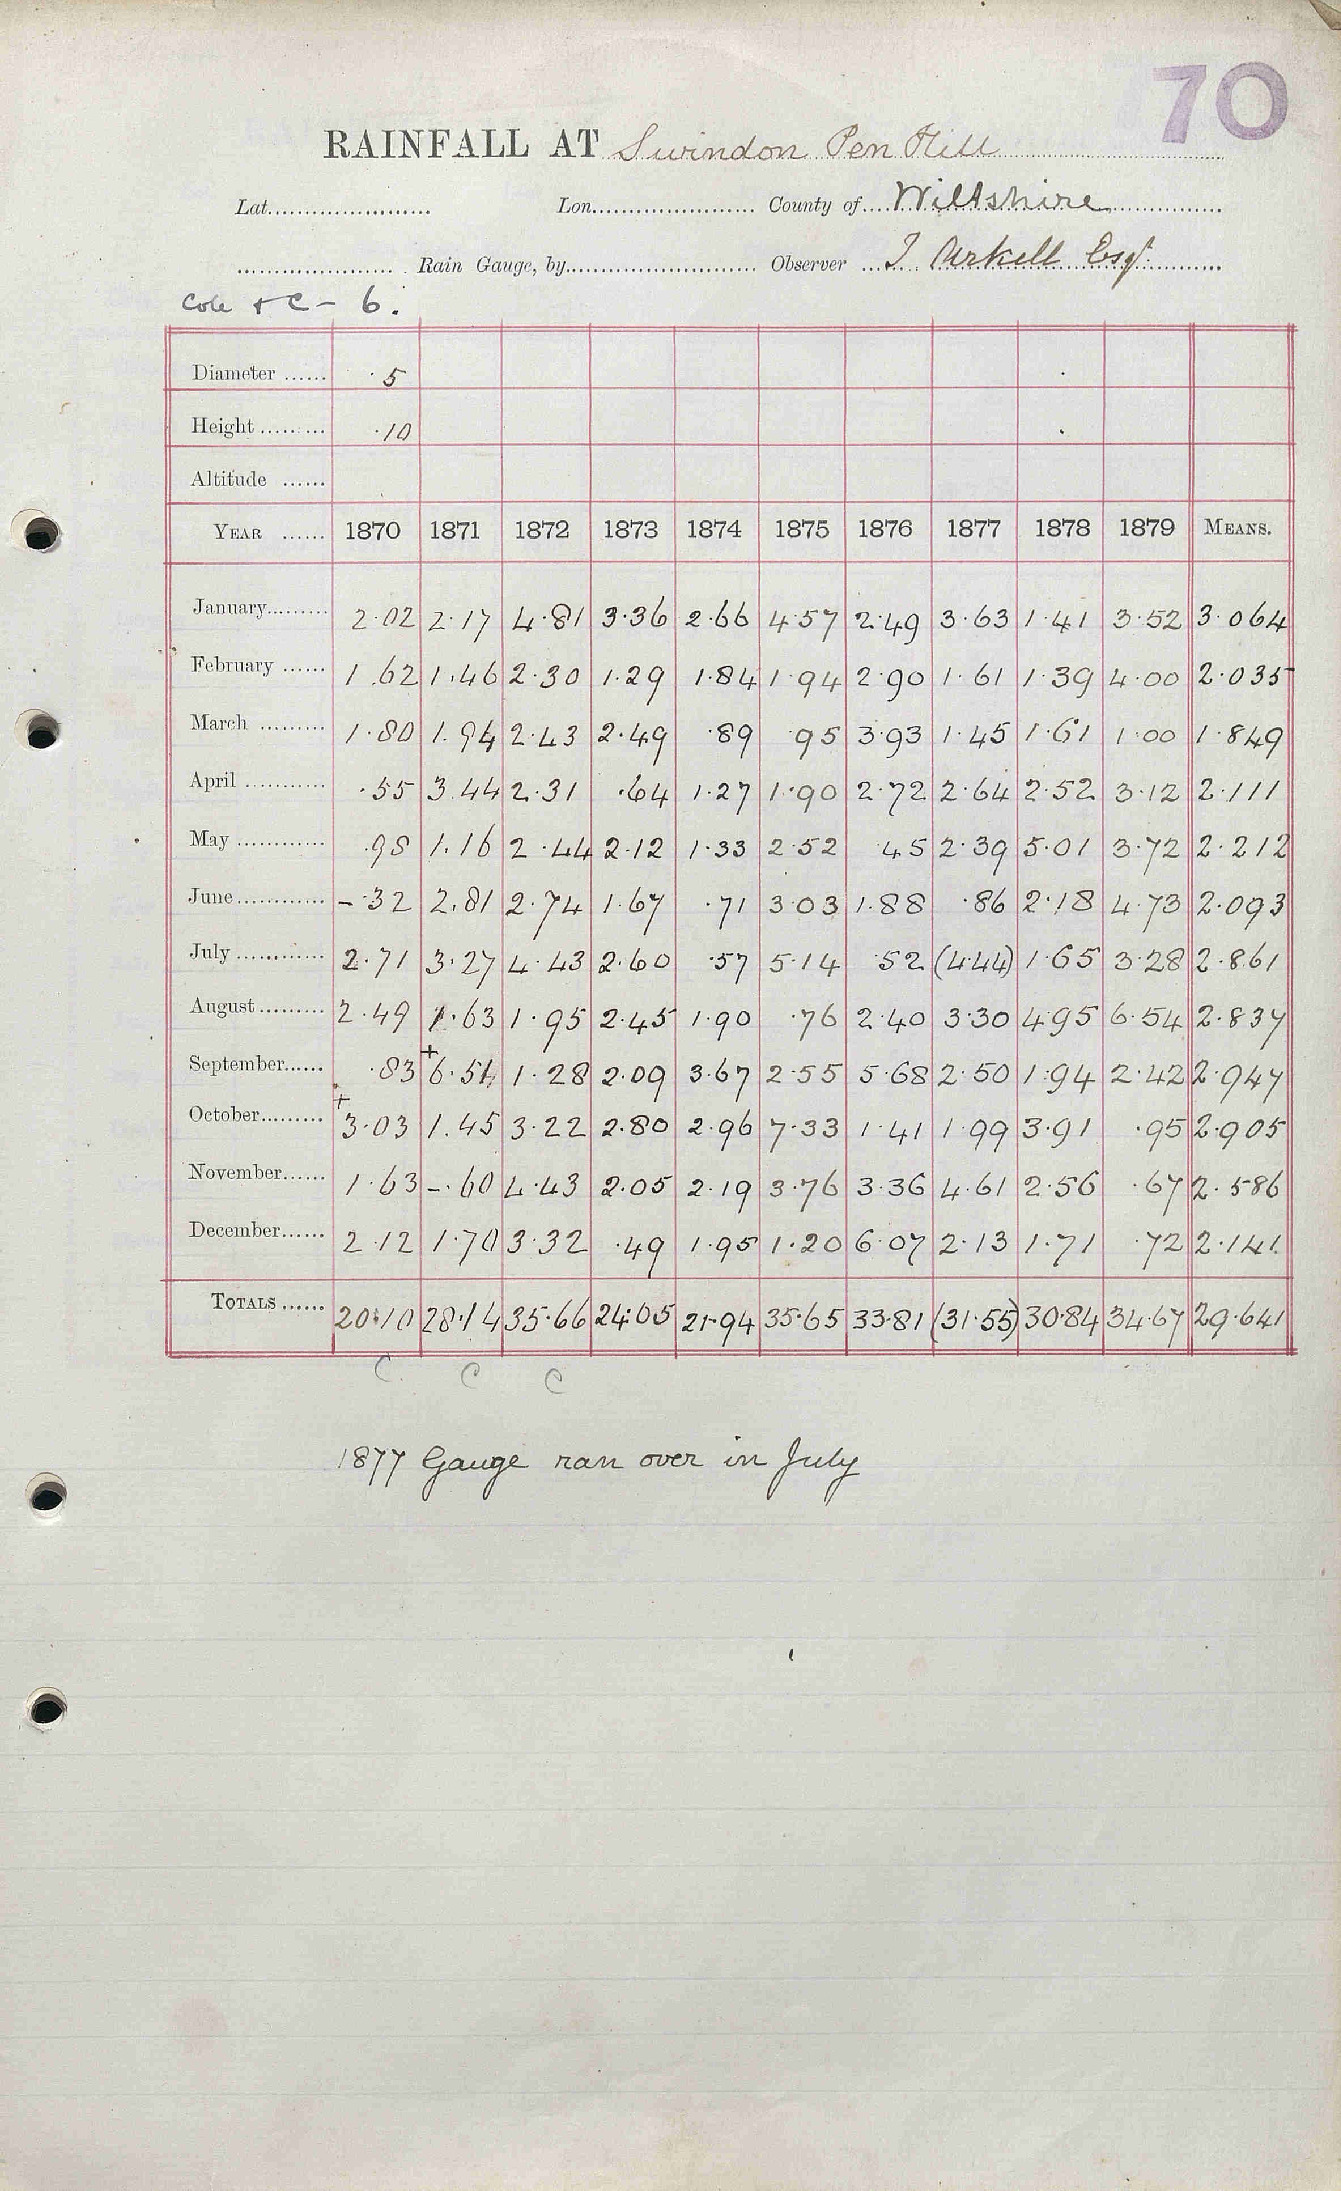 70
RAINFALL AT Swindon Pen Hill
Lat. Lon. County of Wiltshire
Rain Gauge, by Observer J Arkell Esqr
6.
Diameter ...... ·5
Height ......... ·10
Altitude ......
YEAR ...... 1870 1871 1872 1873 1874 1875 1876 1877 1878 1879 MEANS.
January......... 2·02 2·17 4·81 3·36 2·66 4·57 2·49 3·63 1·41 3·52 3·064
February ...... 1·62 1·46 2·30 1·29 1·84 1·94 2·90 1·61 1·39 4·00 2·035
March ......... 1·80 1·94 2·43 2·49 ·89 ·95 3·93 1·45 1·61 1·00 1·849
April ............ ·55 3·44 2·31 ·64 1·27 1·90 2·72 2·64 2·52 3·12 2·111
May ............ ·98 1·16 2·44 2·12 1·33 2·52 ·45 2·39 5·01 3·72 2·212
June ............ -·32 2·81 2·74 1·67 ·71 3·03 1·88 ·86 2·18 4·73 2·093
July ............ 2·71 3·27 4·43 2·60 ·57 5·14 ·52 (4·44) 1·65 3·28 2·861
August ......... 2·49 1·63 1·95 2·45 1·90 ·76 2·40 3·30 4·95 6·54 2·837
September...... ·83 +6·51 1·28 2·09 3·67 2·55 5·68 2·50 1·94 2·42 2·947
October......... +3·03 1·45 3·22 2·80 2·96 7·33 1·41 1·99 3·91 ·95 2·905
November...... 1·63 -·60 4·43 2·05 2·19 3·76 3·36 4·61 2·56 ·67 2·586
December...... 2·12 1·70 3·32 ·49 1·95 1·20 6·07 2·13 1·71 ·72 2·141
TOTALS ...... 20·10 28·14 35·66 24·05 21·94 35·65 33·81 (31·55) 30·84 34·67 29·641
C C C
1877 Gauge ran over in July